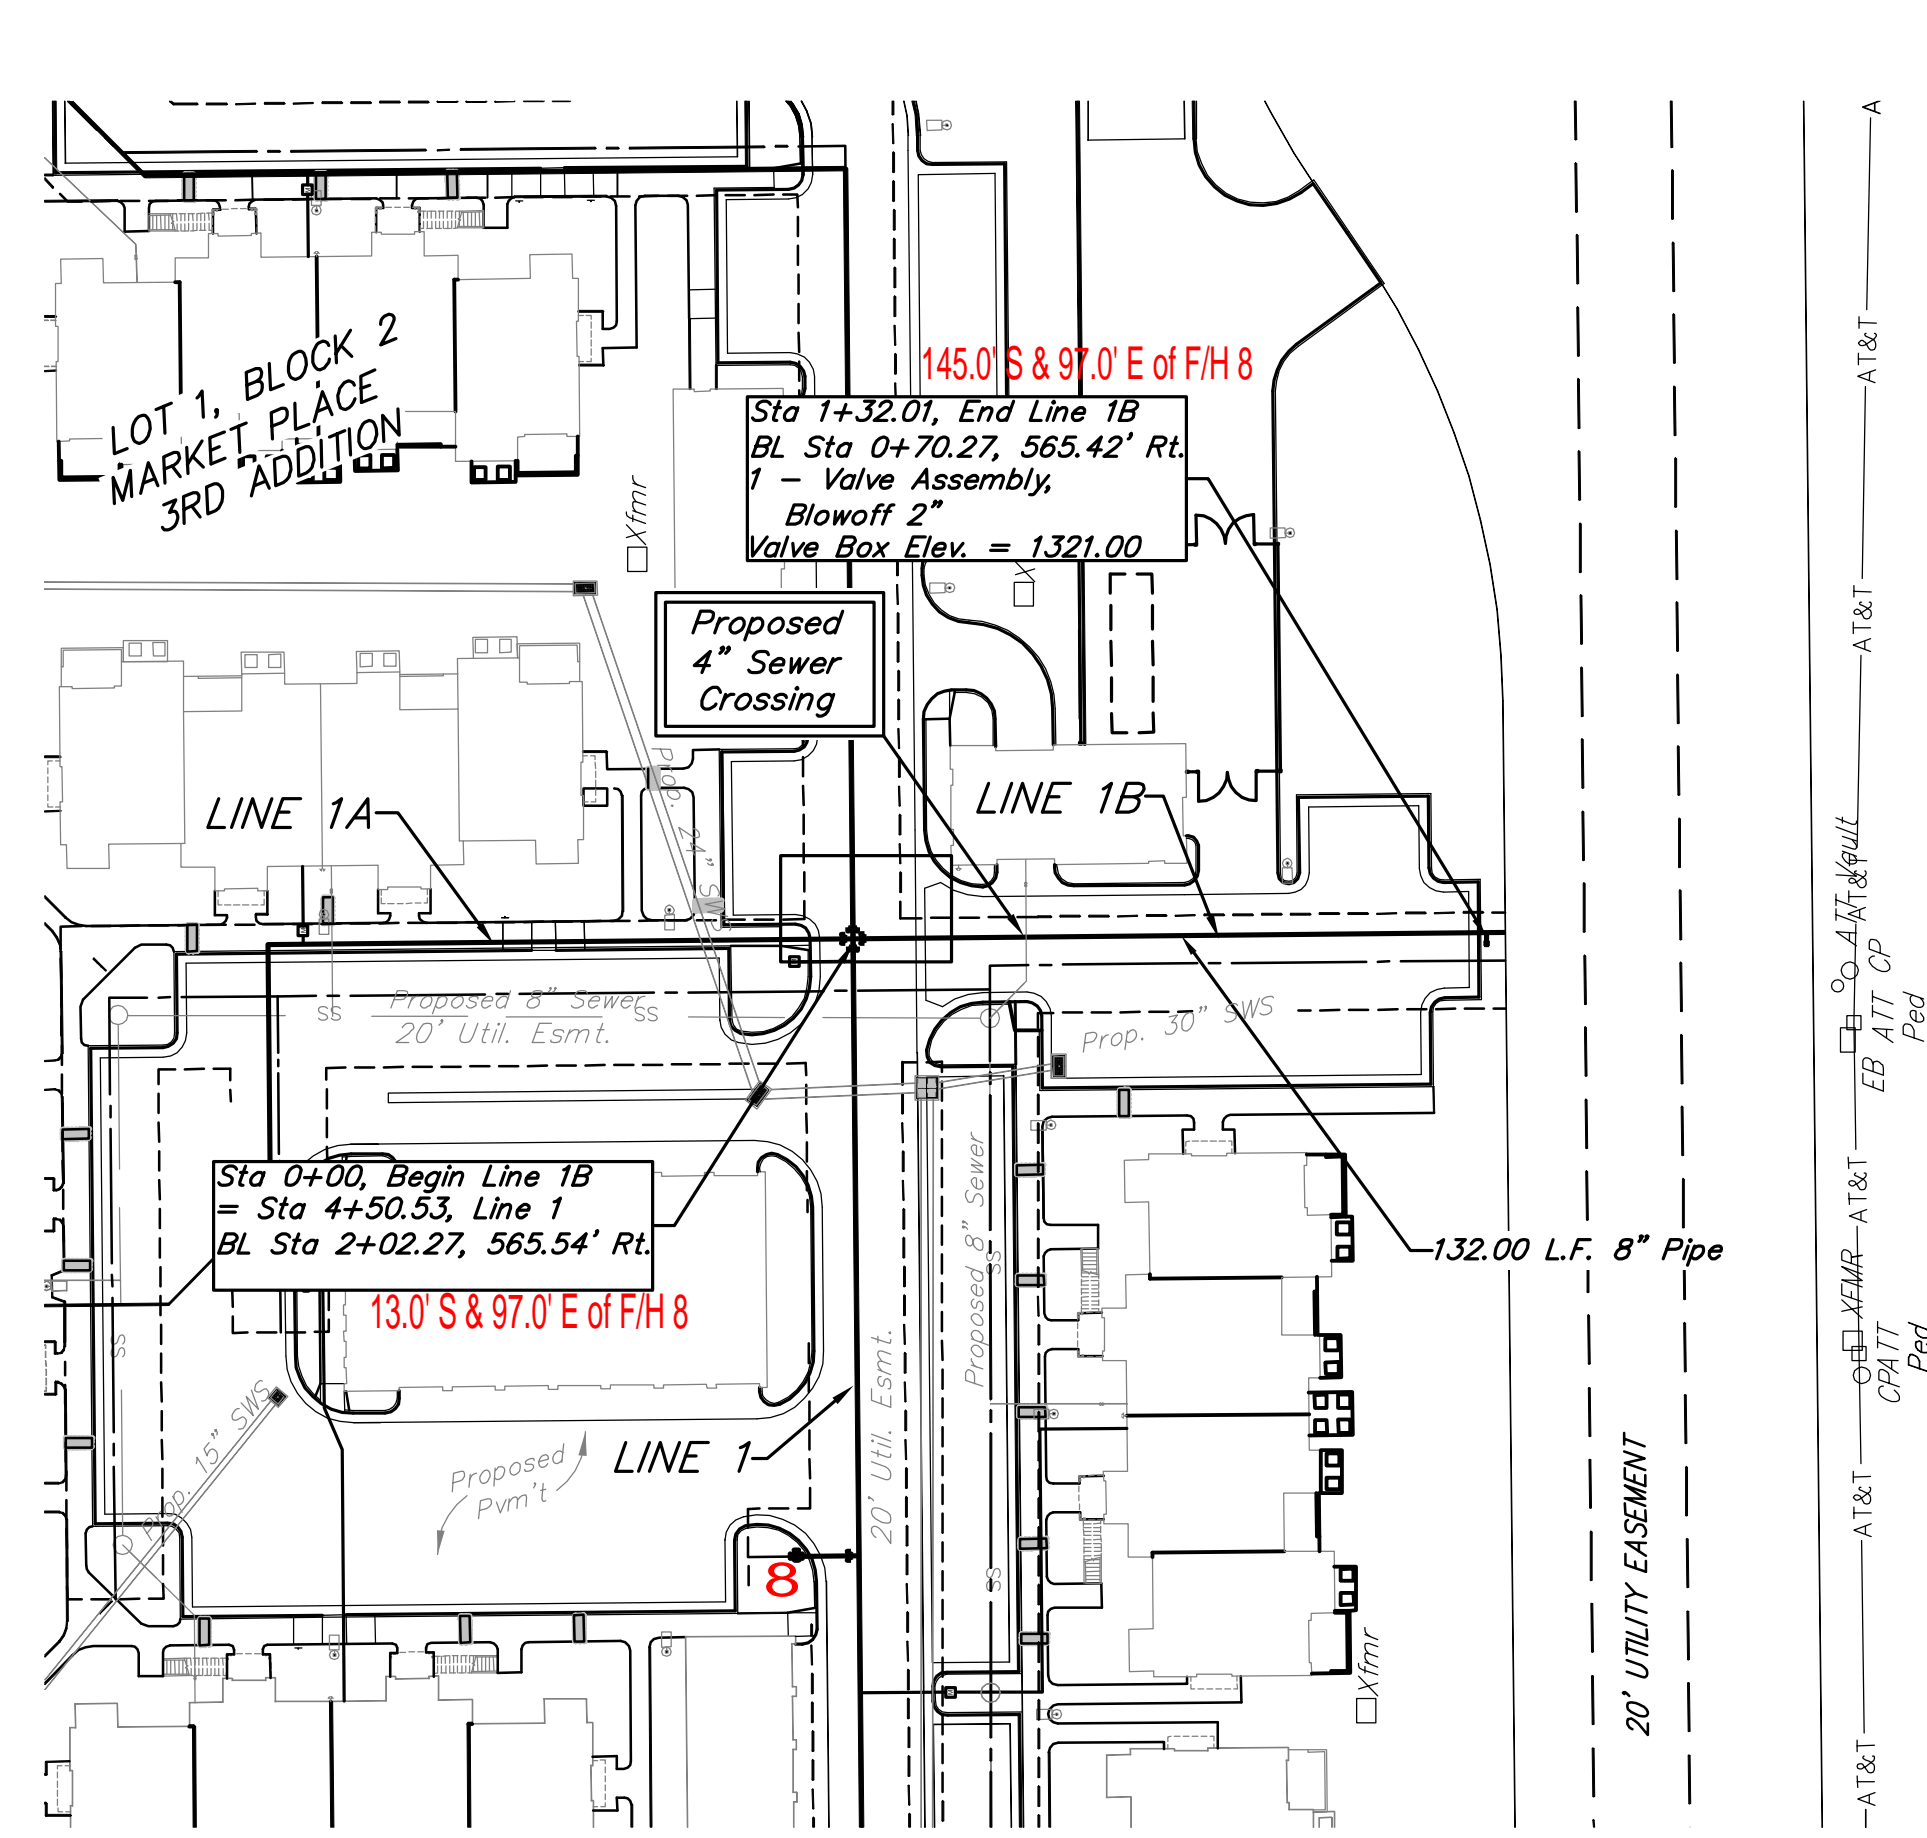 LOT 1, BLOCK 2
MARKET PLACE
3RD ADDITION
Xfmr
145.0' S & 97.0' E of F/H 8
Sta 1+32.01, End Line 1B
BL Sta 0+70.27, 565.42' Rt.
1 - Valve Assembly,
Blowoff 2"
Valve Box Elev. = 1321.00
X
Proposed
4" Sewer
Crossing
Prop. 24" SWS
LINE 1A
LINE 1B
Proposed 8" Sewer
SS
SS
20' Util. Esmt.
Prop. 30" SWS
Sta 0+00, Begin Line 1B
= Sta 4+50.53, Line 1
BL Sta 2+02.27, 565.54' Rt.
13.0' S & 97.0' E of F/H 8
132.00 L.F. 8" Pipe
Proposed 8" Sewer
SS
SS
SS
20' Util. Esmt.
Prop. 15" SWS
Proposed
Pvm't
LINE 1
8
Xfmr
20' UTILITY EASEMENT
A
AT&T
AT&T
AT&T
ATT Vault
EB ATT CP
Ped
AT&T
XFMR
CPATT
Ped
AT&T
AT&T